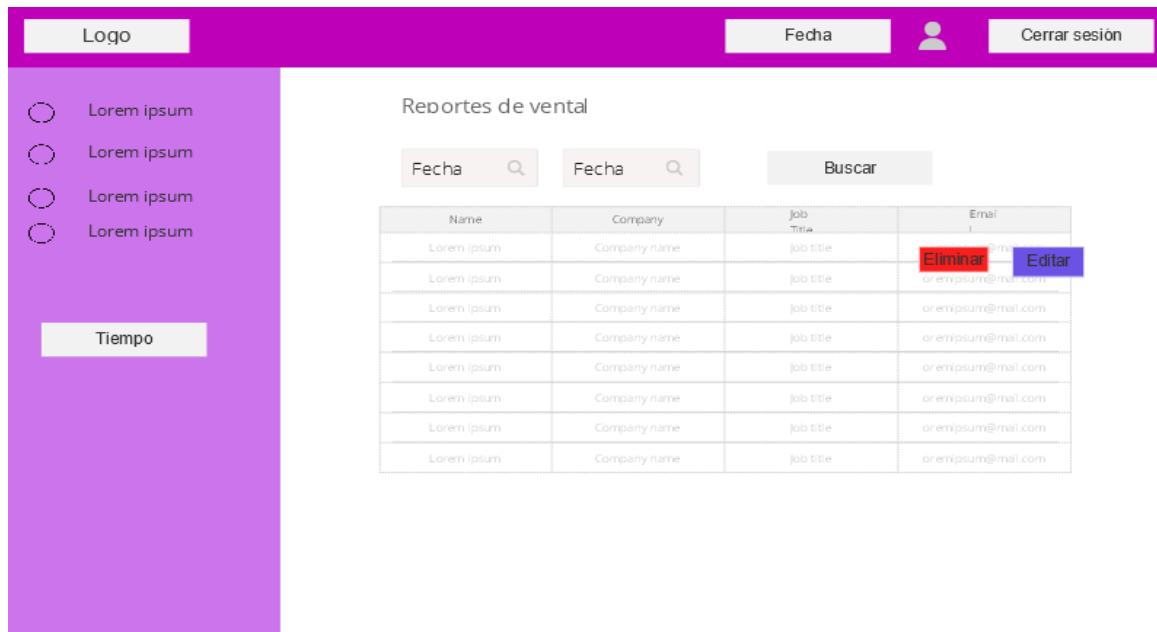 Logo
Fecha
Cerrar sesión
Lorem ipsum
Lorem ipsum
Lorem ipsum
Lorem ipsum
Tiempo
Reportes de vental
Fecha
Fecha
Buscar
Name Company Job Title Email
Lorem ipsum Company name Job title
Eliminar Editar
Lorem ipsum Company name Job title oremipsum@mail.com
Lorem ipsum Company name Job title oremipsum@mail.com
Lorem ipsum Company name Job title oremipsum@mail.com
Lorem ipsum Company name Job title oremipsum@mail.com
Lorem ipsum Company name Job title oremipsum@mail.com
Lorem ipsum Company name Job title oremipsum@mail.com
Lorem ipsum Company name Job title oremipsum@mail.com